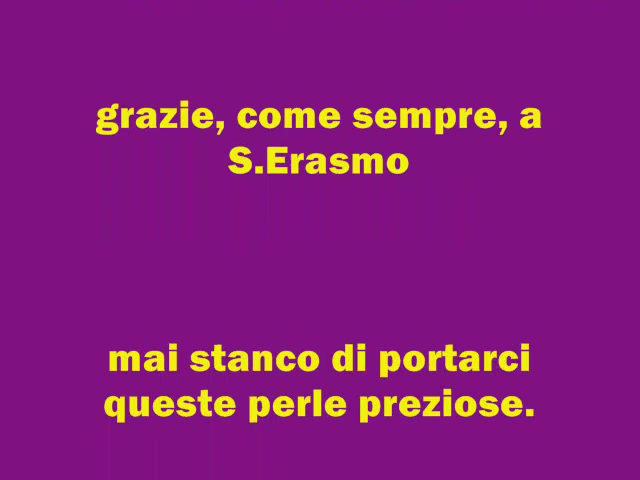 grazie, come sempre, a
S.Erasmo
mai stanco di portarci
queste perle preziose.